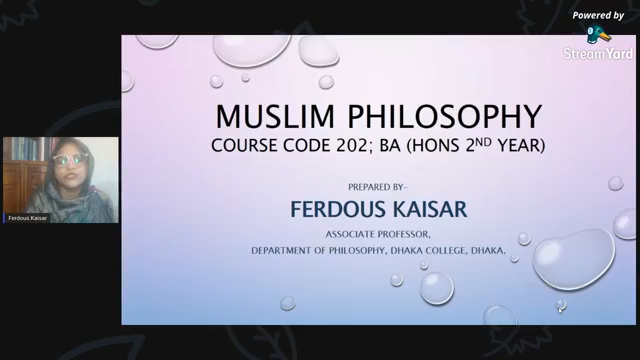 Powered by
StreamYard
MUSLIM PHILOSOPHY
COURSE CODE 202; BA (HONS 2ND YEAR)
PREPARED BY-
FERDOUS KAISAR
ASSOCIATE PROFESSOR,
DEPARTMENT OF PHILOSOPHY, DHAKA COLLEGE, DHAKA.
Ferdous Kaisar